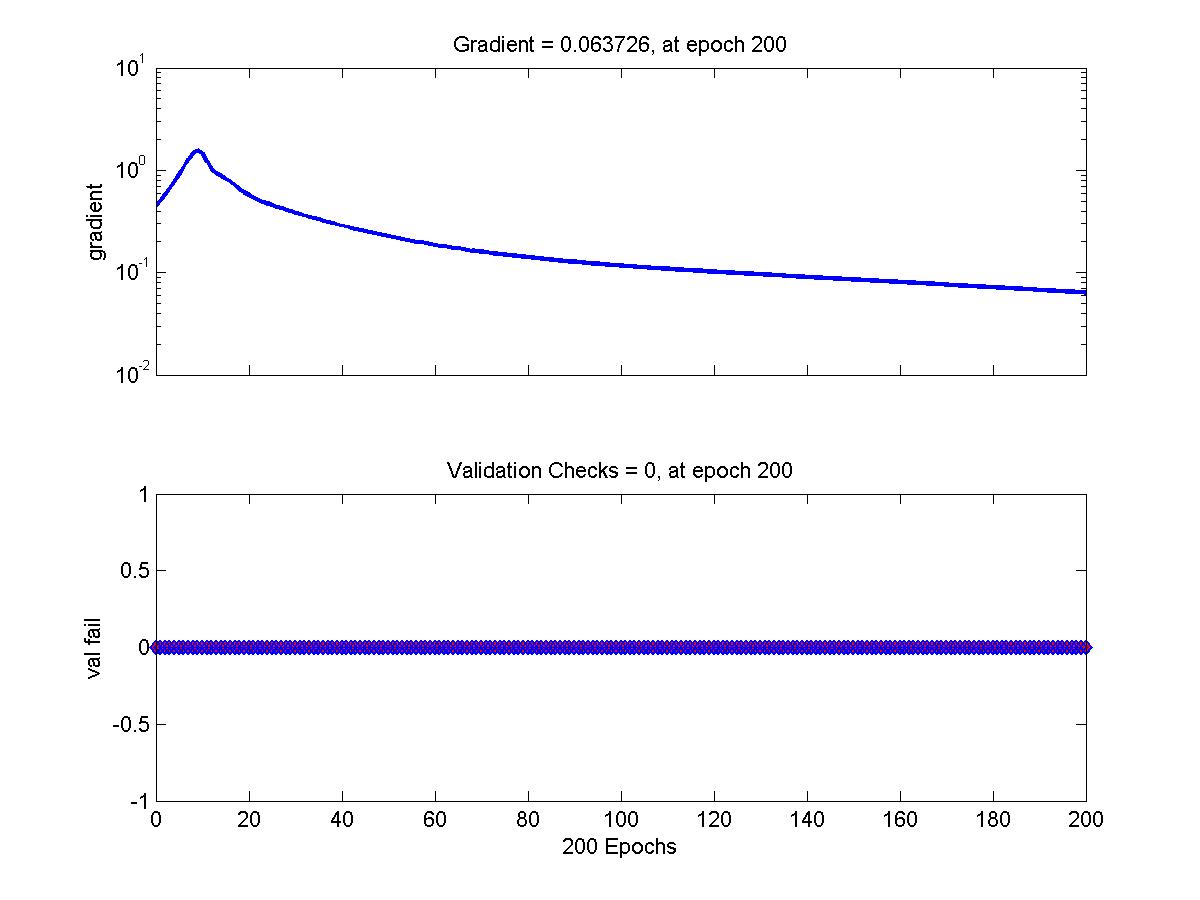 Gradient = 0.063726, at epoch 200
10^1
10^0
10^-1
10^-2
gradient
Validation Checks = 0, at epoch 200
1
0.5
0
-0.5
-1
val fail
0 20 40 60 80 100 120 140 160 180 200
200 Epochs